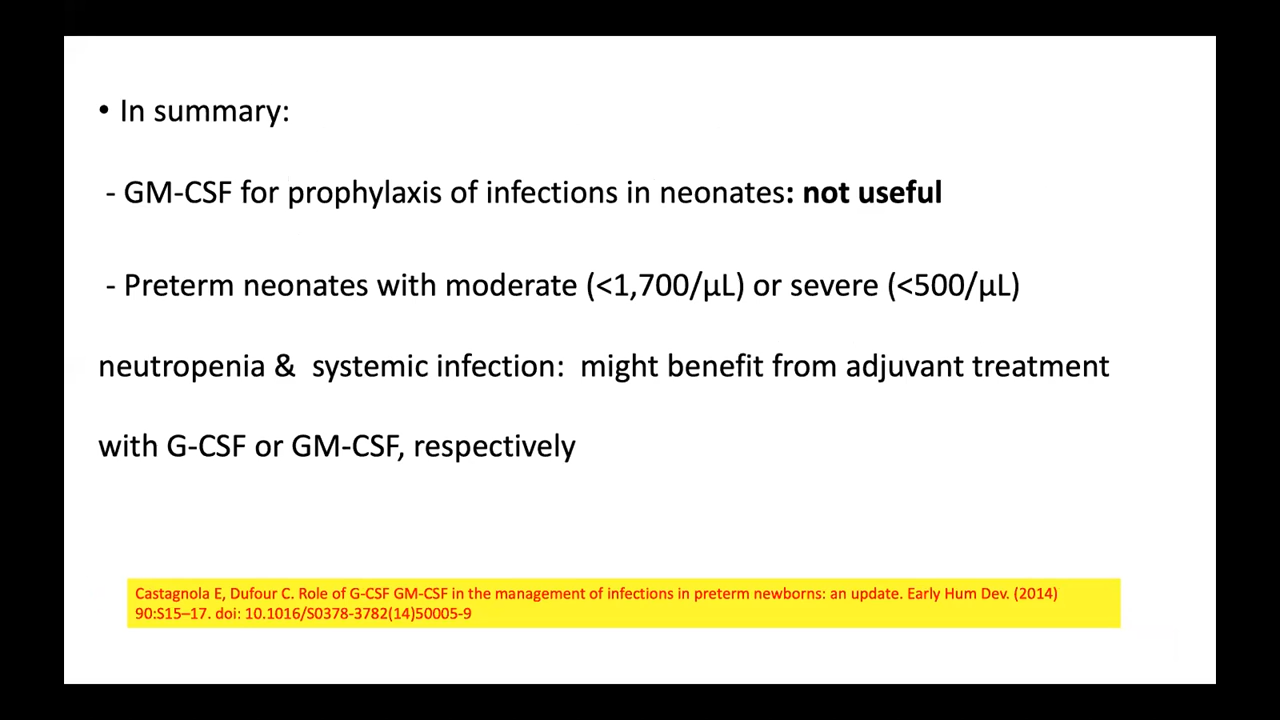 • In summary:
- GM-CSF for prophylaxis of infections in neonates: not useful
- Preterm neonates with moderate (<1,700/µL) or severe (<500/µL)
neutropenia &  systemic infection:  might benefit from adjuvant treatment
with G-CSF or GM-CSF, respectively
Castagnola E, Dufour C. Role of G-CSF GM-CSF in the management of infections in preterm newborns: an update. Early Hum Dev. (2014)
90:S15–17. doi: 10.1016/S0378-3782(14)50005-9